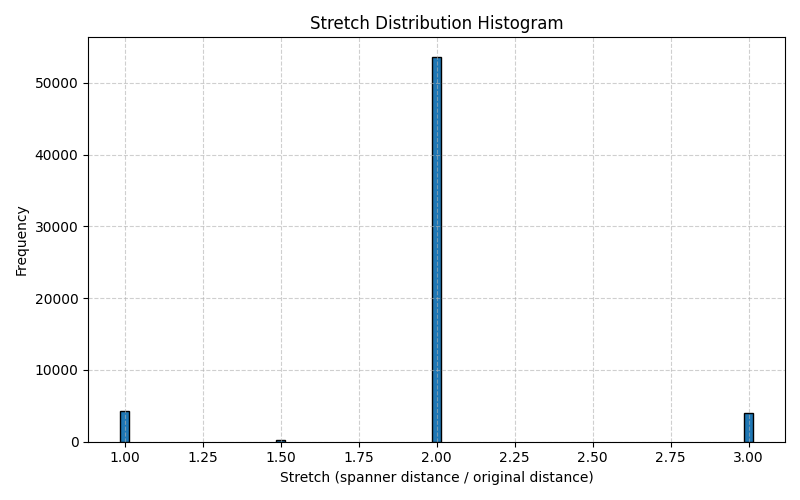 Stretch Distribution Histogram
50000
40000
30000
20000
10000
0
Frequency
1.00 1.25 1.50 1.75 2.00 2.25 2.50 2.75 3.00
Stretch (spanner distance / original distance)